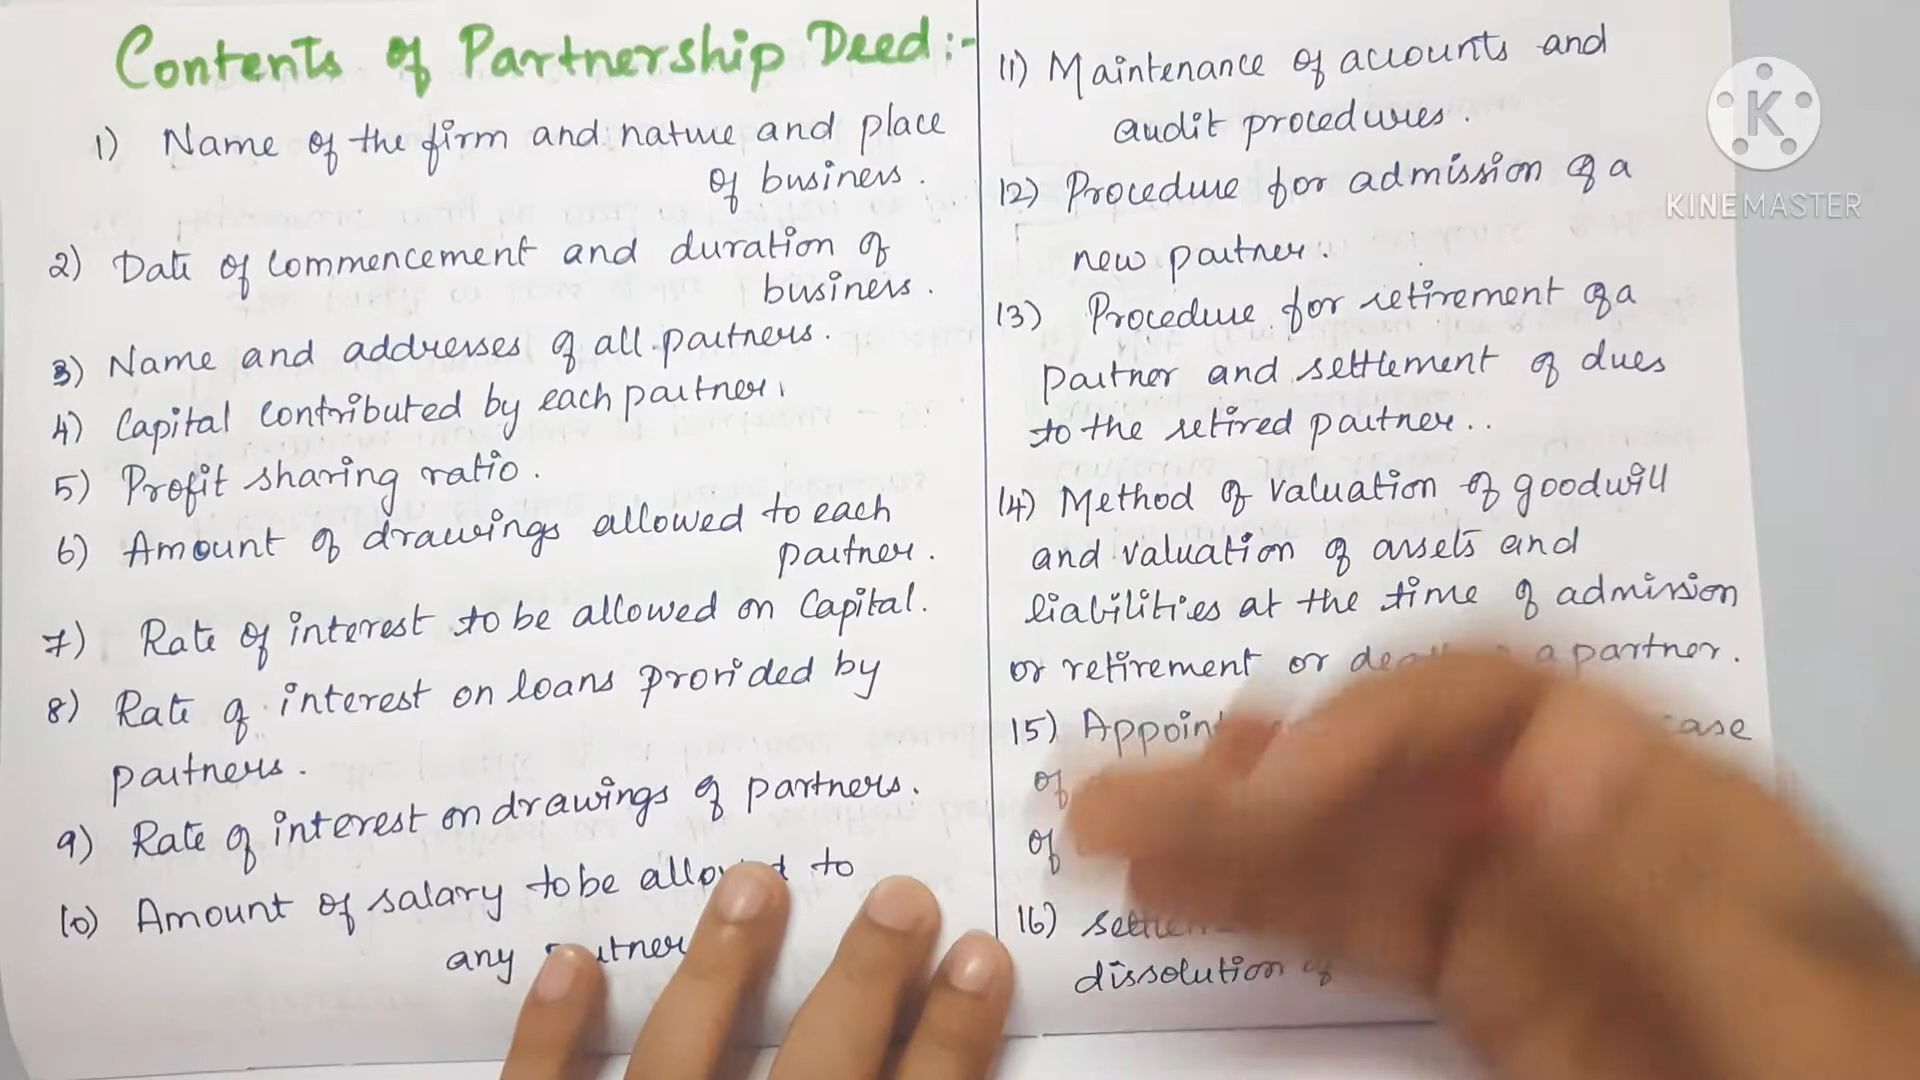 Contents of Partnership Deed:-
1) Name of the firm and nature and place
of business.
2) Date of Commencement and duration of
business.
3) Name and addresses of all partners.
4) Capital contributed by each partner.
5) Profit sharing ratio.
6) Amount of drawings allowed to each
partner.
7) Rate of interest to be allowed on Capital.
8) Rate of interest on loans provided by
partners.
9) Rate of interest on drawings of partners.
10) Amount of salary to be allowed to
any partner
11) Maintenance of accounts and
audit procedures.
12) Procedure for admission of a
new partner.
13) Procedure for retirement of a
partner and settlement of dues
to the retired partner..
14) Method of valuation of goodwill
and valuation of assets and
liabilities at the time of admission
or retirement or death of a partner.
15) case
of
of
16)
dissolution of
K
KINEMASTER